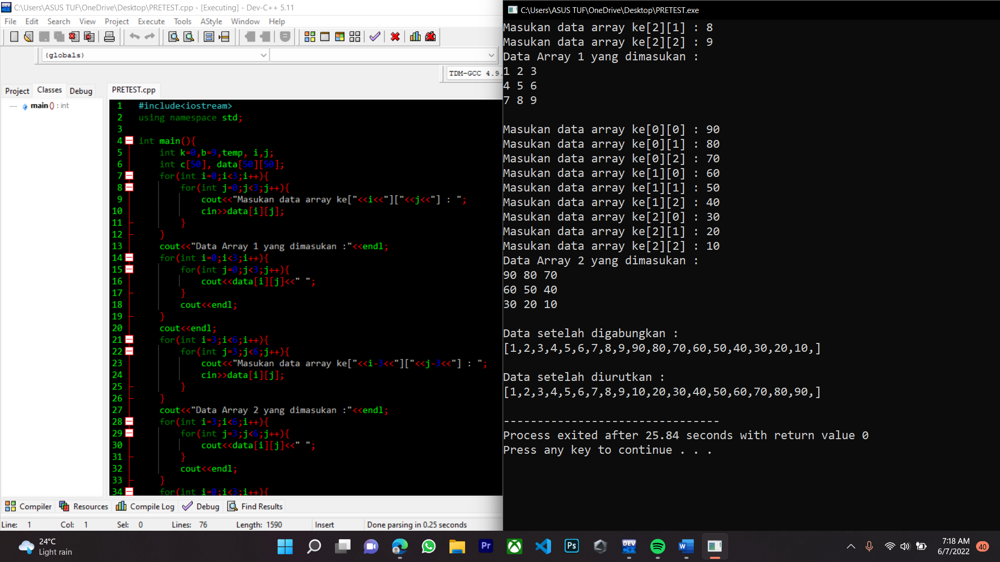 C:\Users\ASUS TUF\OneDrive\Desktop\PRETEST.cpp - [Executing] - Dev-C++ 5.11
File Edit Search View Project Execute Tools AStyle Window Help
(globals)
TDM-GCC 4.9.
Project Classes Debug
main () : int
PRETEST.cpp
1 #include<iostream>
2 using namespace std;
3
4 int main(){
5 int k=0,b=9,temp, i,j;
6 int c[50], data[50][50];
7 for(int i=0;i<3;i++){
8 for(int j=0;j<3;j++){
9 cout<<"Masukan data array ke["<<i<<"]["<<j<<"] : ";
10 cin>>data[i][j];
11 }
12 }
13 cout<<"Data Array 1 yang dimasukan :"<<endl;
14 for(int i=0;i<3;i++){
15 for(int j=0;j<3;j++){
16 cout<<data[i][j]<<" ";
17 }
18 cout<<endl;
19 }
20 cout<<endl;
21 for(int i=3;i<6;i++){
22 for(int j=3;j<6;j++){
23 cout<<"Masukan data array ke["<<i-3<<"]["<<j-3<<"] : ";
24 cin>>data[i][j];
25 }
26 }
27 cout<<"Data Array 2 yang dimasukan :"<<endl;
28 for(int i=3;i<6;i++){
29 for(int j=3;j<6;j++){
30 cout<<data[i][j]<<" ";
31 }
32 cout<<endl;
33 }
34 for(int i=0;i<3;i++){
Compiler Resources Compile Log Debug Find Results
Line: 1 Col: 1 Sel: 0 Lines: 76 Length: 1590 Insert Done parsing in 0.25 seconds
C:\Users\ASUS TUF\OneDrive\Desktop\PRETEST.exe
Masukan data array ke[2][1] : 8
Masukan data array ke[2][2] : 9
Data Array 1 yang dimasukan :
1 2 3
4 5 6
7 8 9
Masukan data array ke[0][0] : 90
Masukan data array ke[0][1] : 80
Masukan data array ke[0][2] : 70
Masukan data array ke[1][0] : 60
Masukan data array ke[1][1] : 50
Masukan data array ke[1][2] : 40
Masukan data array ke[2][0] : 30
Masukan data array ke[2][1] : 20
Masukan data array ke[2][2] : 10
Data Array 2 yang dimasukan :
90 80 70
60 50 40
30 20 10
Data setelah digabungkan :
[1,2,3,4,5,6,7,8,9,90,80,70,60,50,40,30,20,10,]
Data setelah diurutkan :
[1,2,3,4,5,6,7,8,9,10,20,30,40,50,60,70,80,90,]
--------------------------------
Process exited after 25.84 seconds with return value 0
Press any key to continue . . .
24°C
Light rain
Pr
Ps
DEV
C++
W
7:18 AM
6/7/2022
40